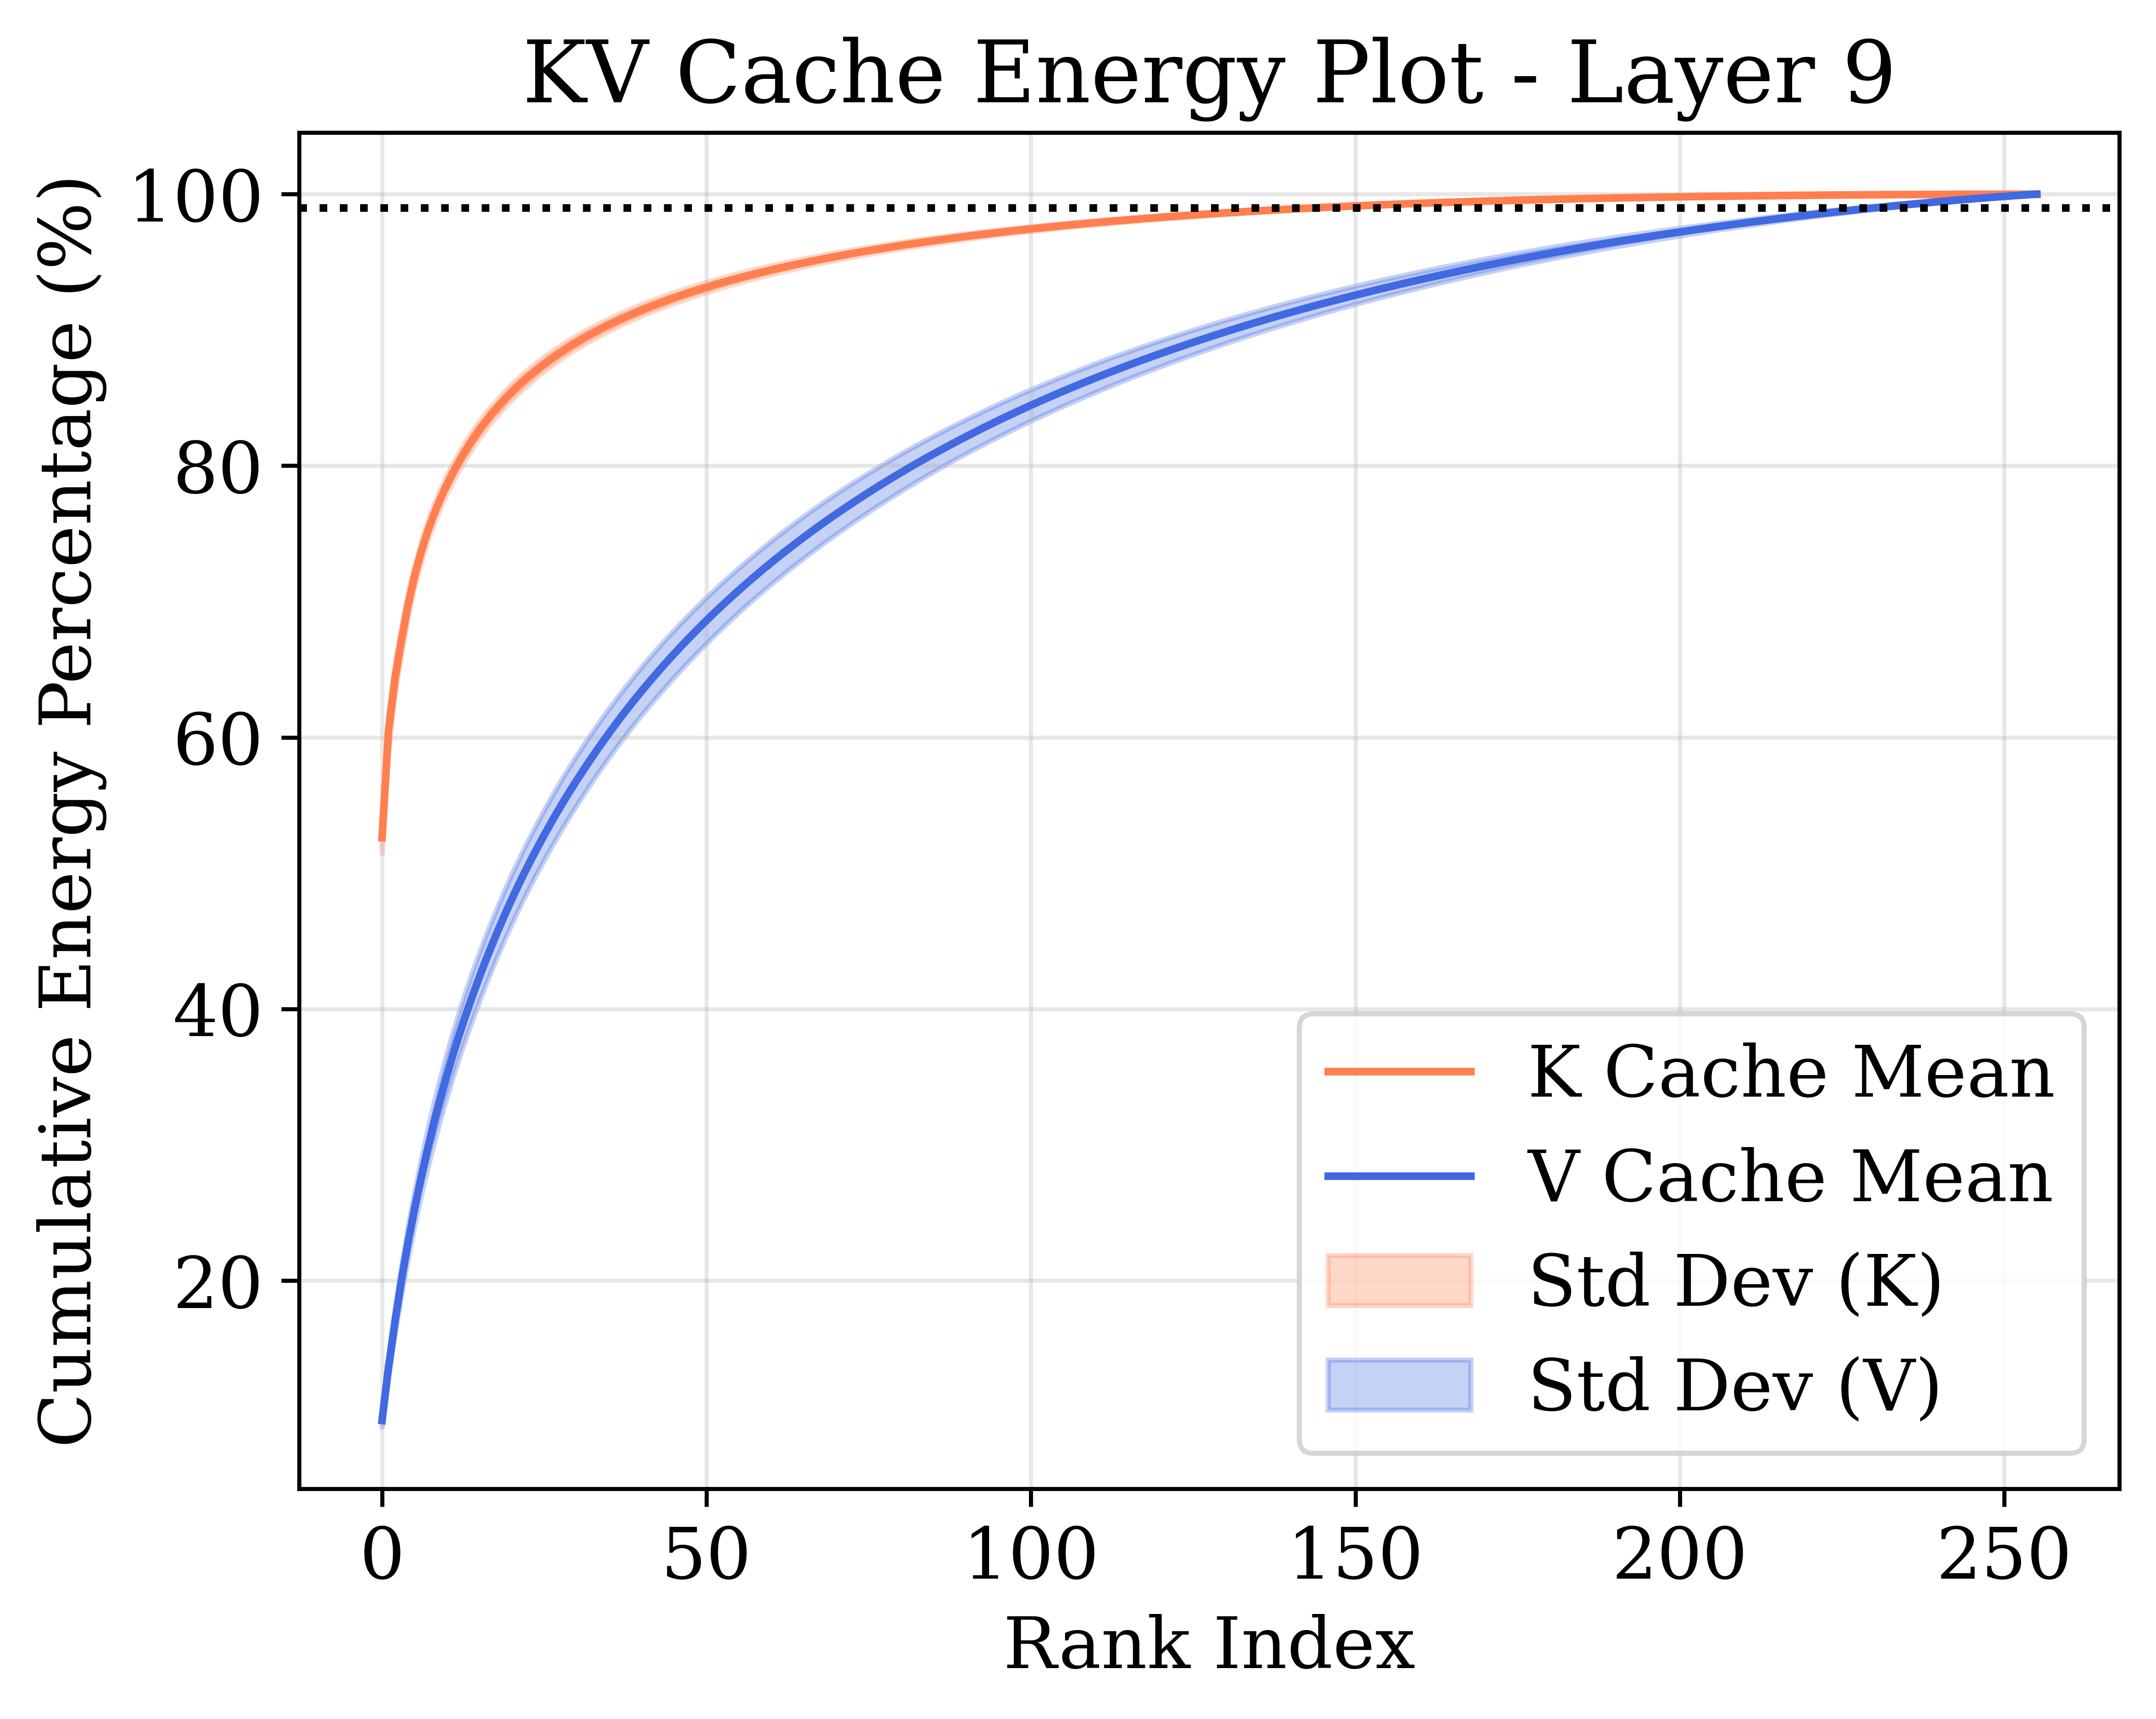 KV Cache Energy Plot - Layer 9
Cumulative Energy Percentage (%)
100
80
60
40
20
K Cache Mean
V Cache Mean
Std Dev (K)
Std Dev (V)
0 50 100 150 200 250
Rank Index